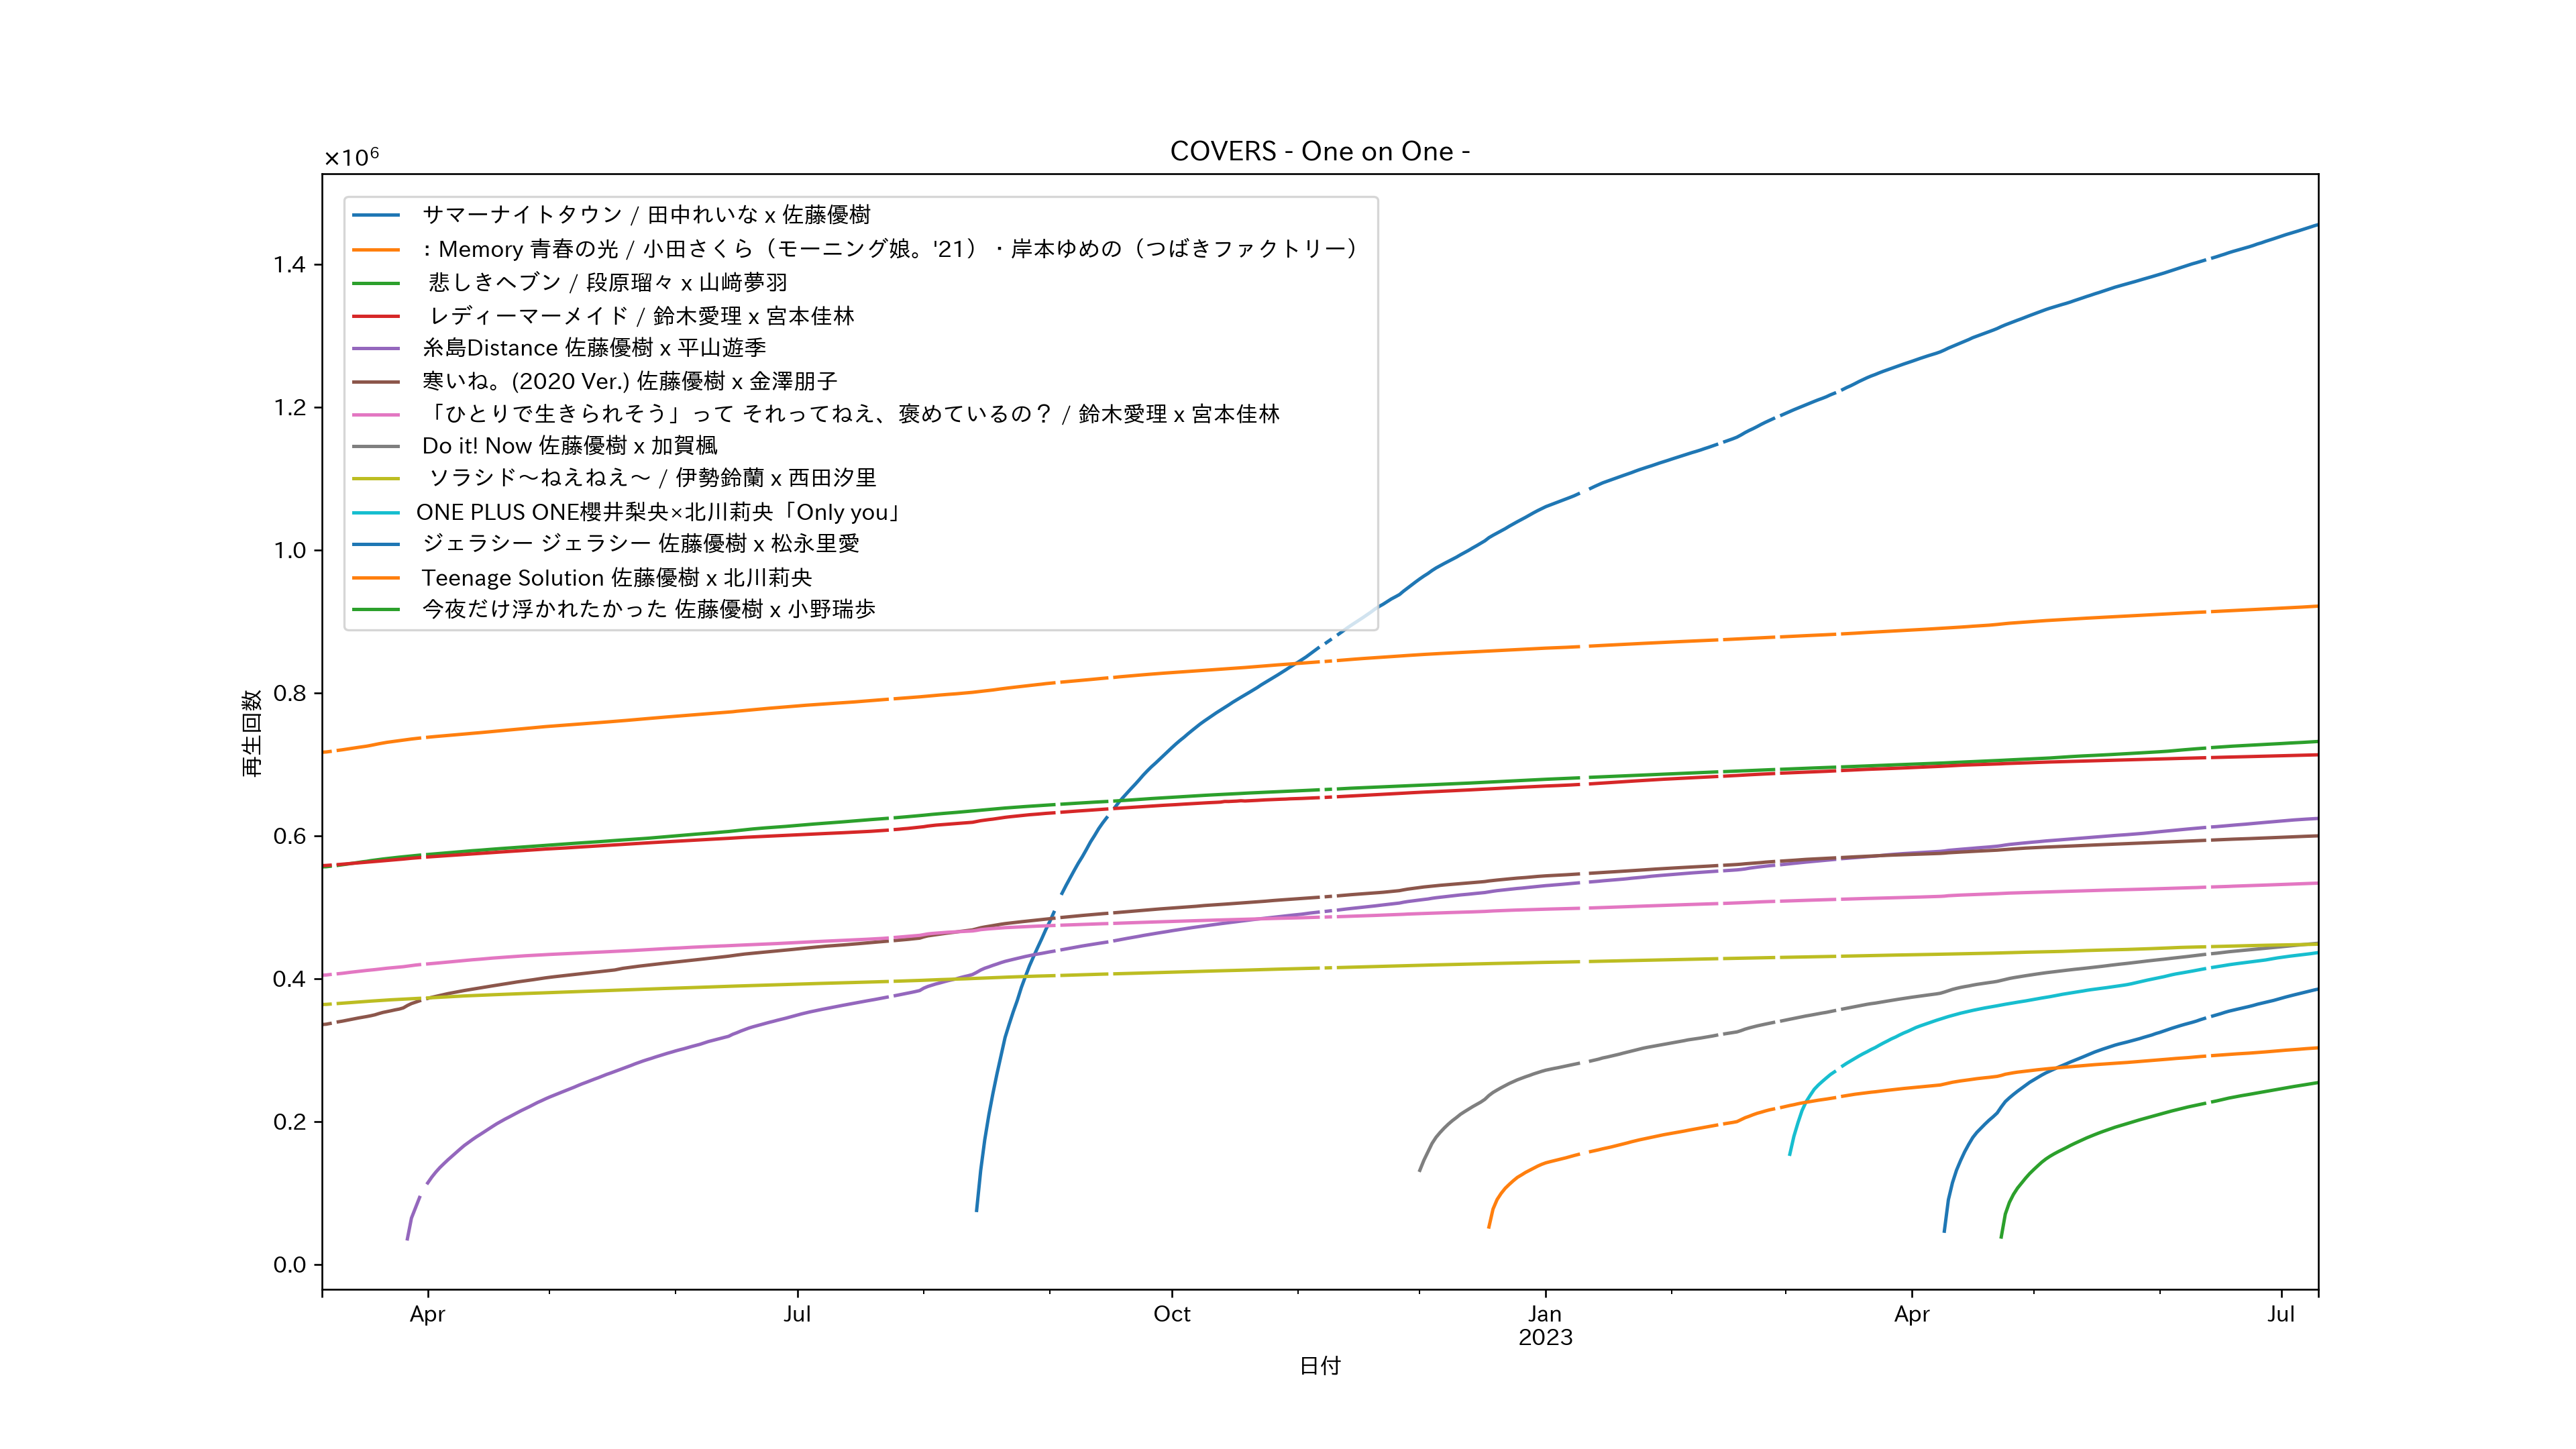 COVERS - One on One -
×10⁶
サマーナイトタウン / 田中れいな x 佐藤優樹
: Memory 青春の光 / 小田さくら（モーニング娘。'21）・岸本ゆめの（つばきファクトリー）
悲しきヘブン / 段原瑠々 x 山﨑夢羽
レディーマーメイド / 鈴木愛理 x 宮本佳林
糸島Distance 佐藤優樹 x 平山遊季
寒いね。(2020 Ver.) 佐藤優樹 x 金澤朋子
「ひとりで生きられそう」って それってねえ、褒めているの？ / 鈴木愛理 x 宮本佳林
Do it! Now 佐藤優樹 x 加賀楓
ソラシド〜ねえねえ〜 / 伊勢鈴蘭 x 西田汐里
ONE PLUS ONE櫻井梨央×北川莉央「Only you」
ジェラシー ジェラシー 佐藤優樹 x 松永里愛
Teenage Solution 佐藤優樹 x 北川莉央
今夜だけ浮かれたかった 佐藤優樹 x 小野瑞歩
1.4
1.2
1.0
0.8
0.6
0.4
0.2
0.0
再生回数
Apr
Jul
Oct
Jan
2023
Apr
Jul
日付